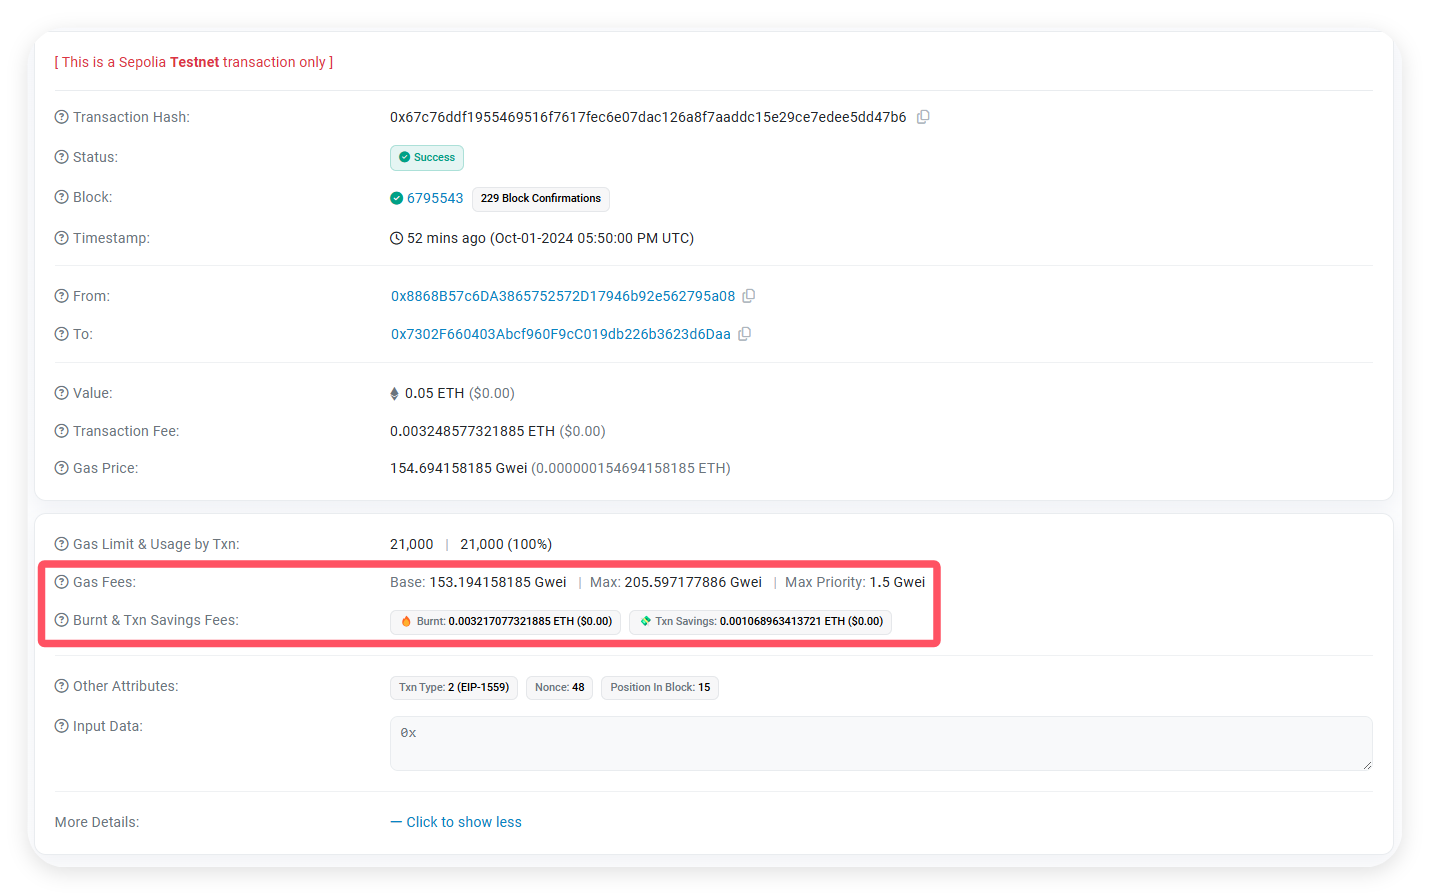 [ This is a Sepolia Testnet transaction only ]
Transaction Hash: 0x67c76ddf1955469516f7617fec6e07dac126a8f7aaddc15e29ce7edee5dd47b6
Status: Success
Block: 6795543 229 Block Confirmations
Timestamp: 52 mins ago (Oct-01-2024 05:50:00 PM UTC)
From: 0x8868B57c6DA3865752572D17946b92e562795a08
To: 0x7302F660403Abcf960F9cC019db226b3623d6Daa
Value: 0.05 ETH ($0.00)
Transaction Fee: 0.003248577321885 ETH ($0.00)
Gas Price: 154.694158185 Gwei (0.000000154694158185 ETH)
Gas Limit & Usage by Txn: 21,000 | 21,000 (100%)
Gas Fees: Base: 153.194158185 Gwei | Max: 205.597177886 Gwei | Max Priority: 1.5 Gwei
Burnt & Txn Savings Fees: Burnt: 0.003217077321885 ETH ($0.00) Txn Savings: 0.001068963413721 ETH ($0.00)
Other Attributes: Txn Type: 2 (EIP-1559) Nonce: 48 Position In Block: 15
Input Data: 0x
More Details: — Click to show less